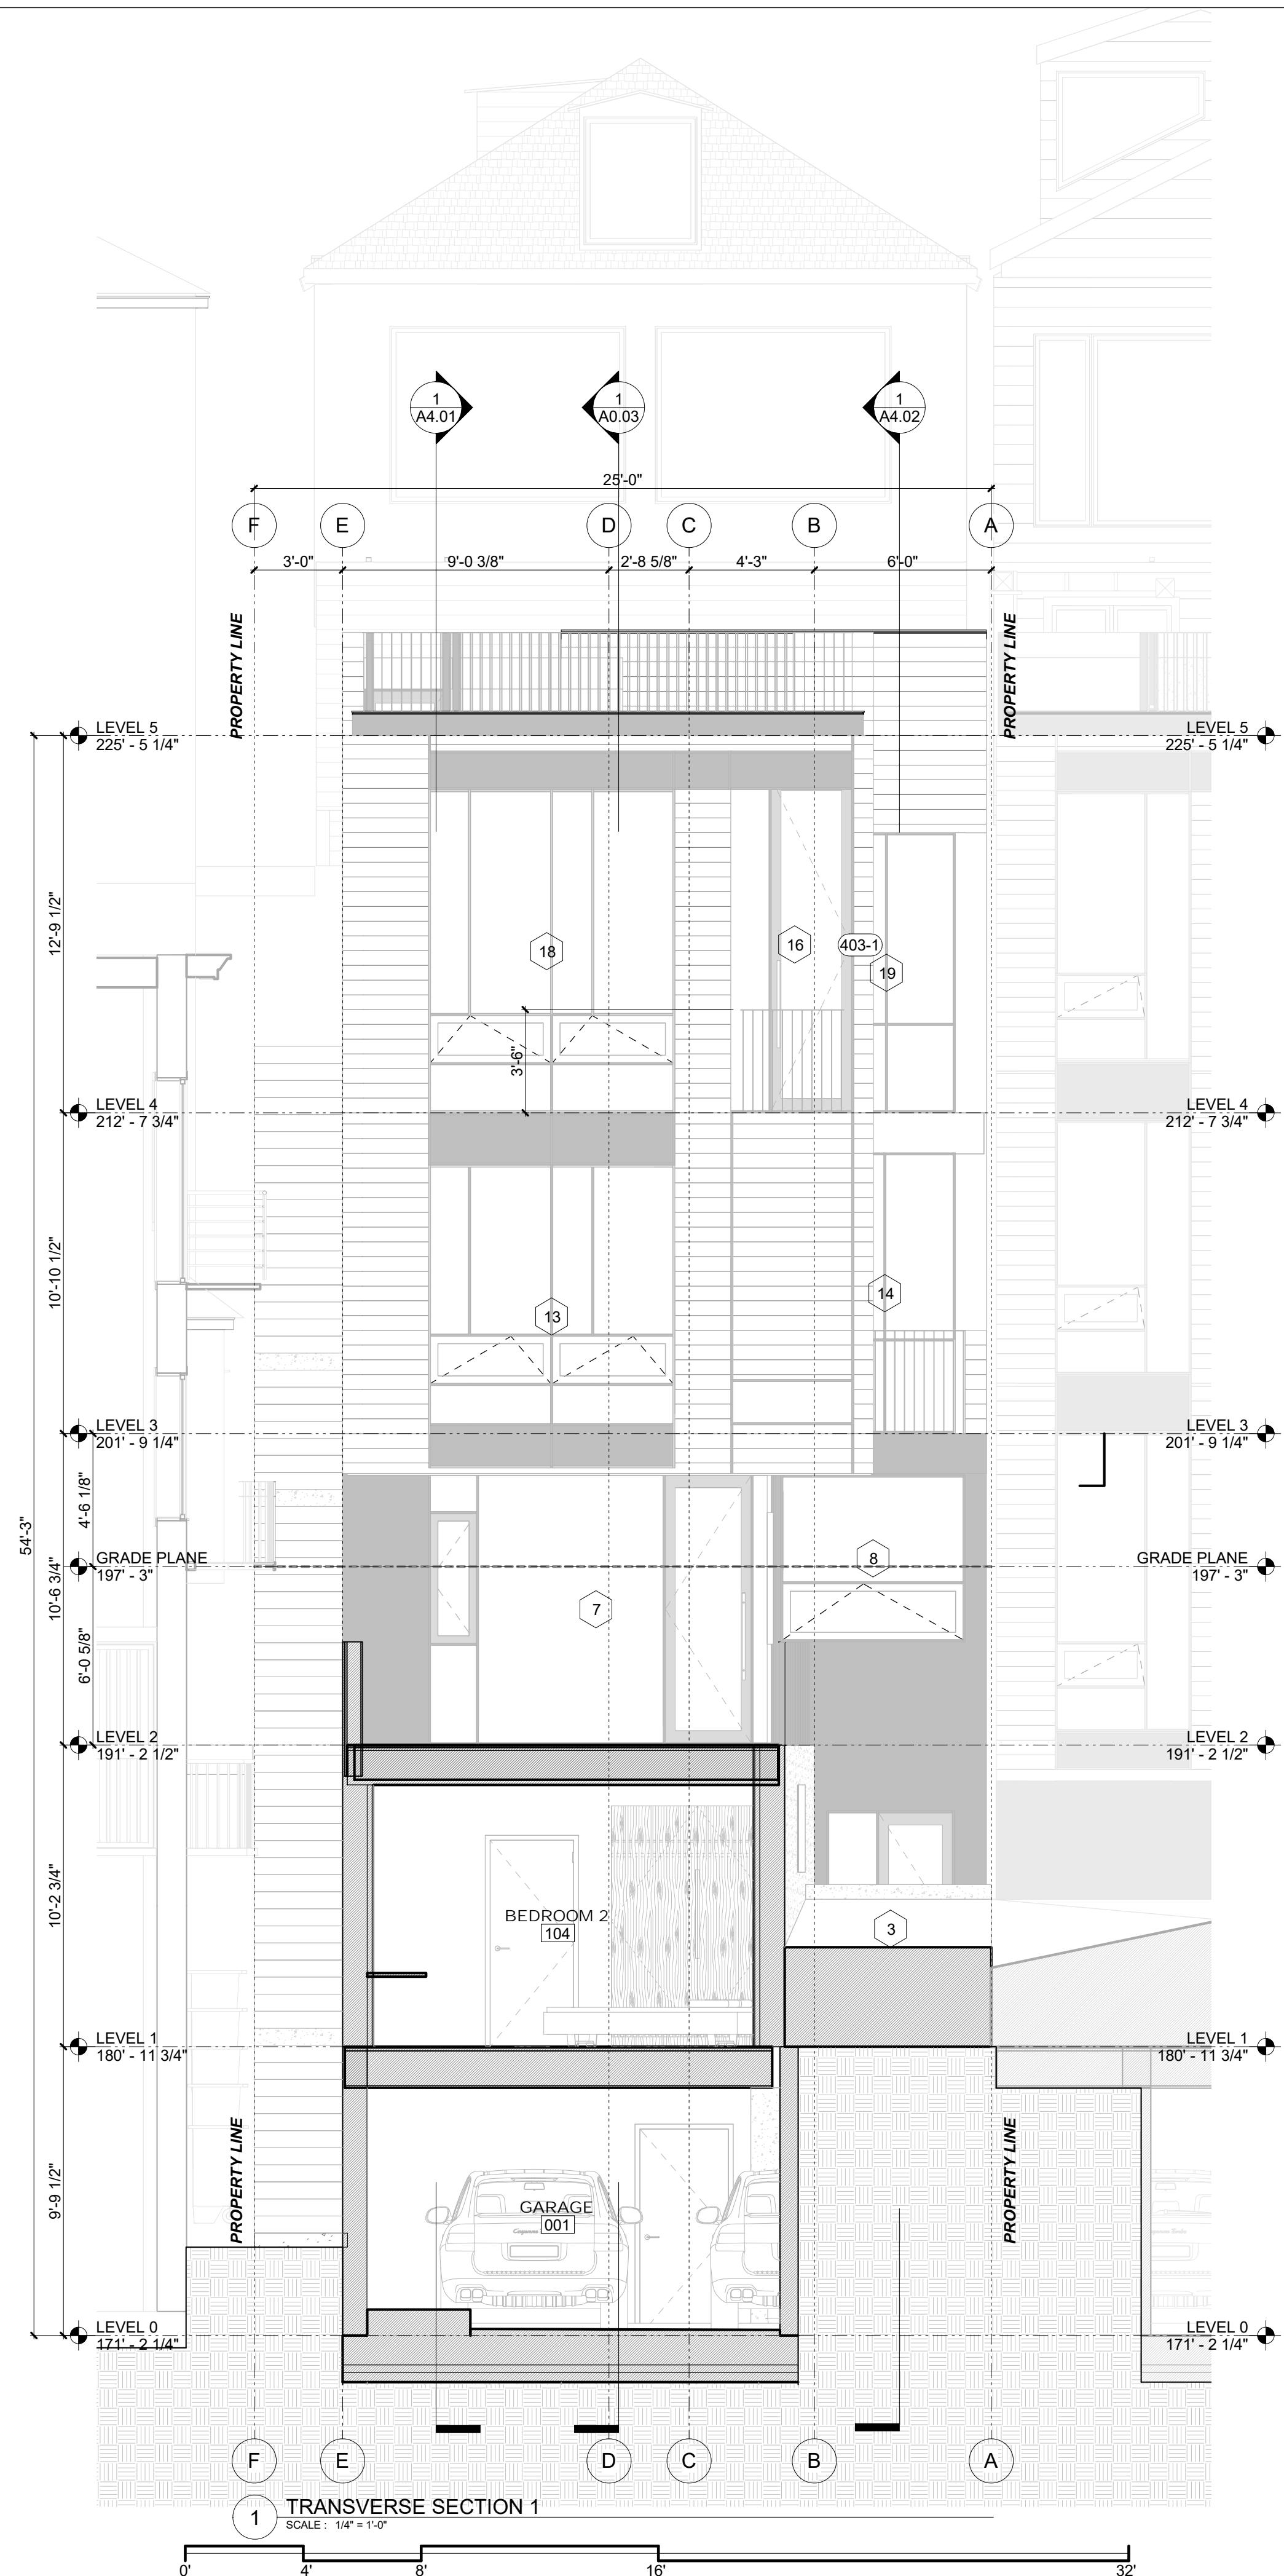 1
A4.01
1
A0.03
1
A4.02
25'-0"
F
E
D
C
B
A
3'-0"
9'-0 3/8"
2'-8 5/8"
4'-3"
6'-0"
PROPERTY LINE
PROPERTY LINE
LEVEL 5
225' - 5 1/4"
LEVEL 5
225' - 5 1/4"
12'-9 1/2"
18
16
403-1
19
3'-6"
LEVEL 4
212' - 7 3/4"
LEVEL 4
212' - 7 3/4"
10'-10 1/2"
13
14
LEVEL 3
201' - 9 1/4"
LEVEL 3
201' - 9 1/4"
4'-6 1/8"
54'-3"
10'-6 3/4"
GRADE PLANE
197' - 3"
GRADE PLANE
197' - 3"
8
7
6'-0 5/8"
LEVEL 2
191' - 2 1/2"
LEVEL 2
191' - 2 1/2"
10'-2 3/4"
BEDROOM 2
104
3
LEVEL 1
180' - 11 3/4"
LEVEL 1
180' - 11 3/4"
PROPERTY LINE
PROPERTY LINE
9'-9 1/2"
GARAGE
001
LEVEL 0
171' - 2 1/4"
LEVEL 0
171' - 2 1/4"
F
E
D
C
B
A
1
TRANSVERSE SECTION 1
SCALE : 1/4" = 1'-0"
0'
4'
8'
16'
32'